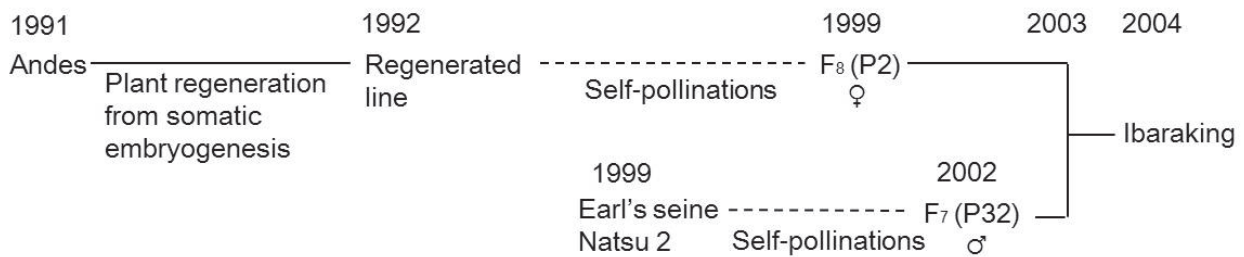 1991 1992 1999 2003 2004
Andes Regenerated F8 (P2)
Plant regeneration line Self-pollinations ♀
from somatic
embryogenesis
Ibaraking
1999 2002
Earl's seine F7 (P32)
Natsu 2 Self-pollinations ♂